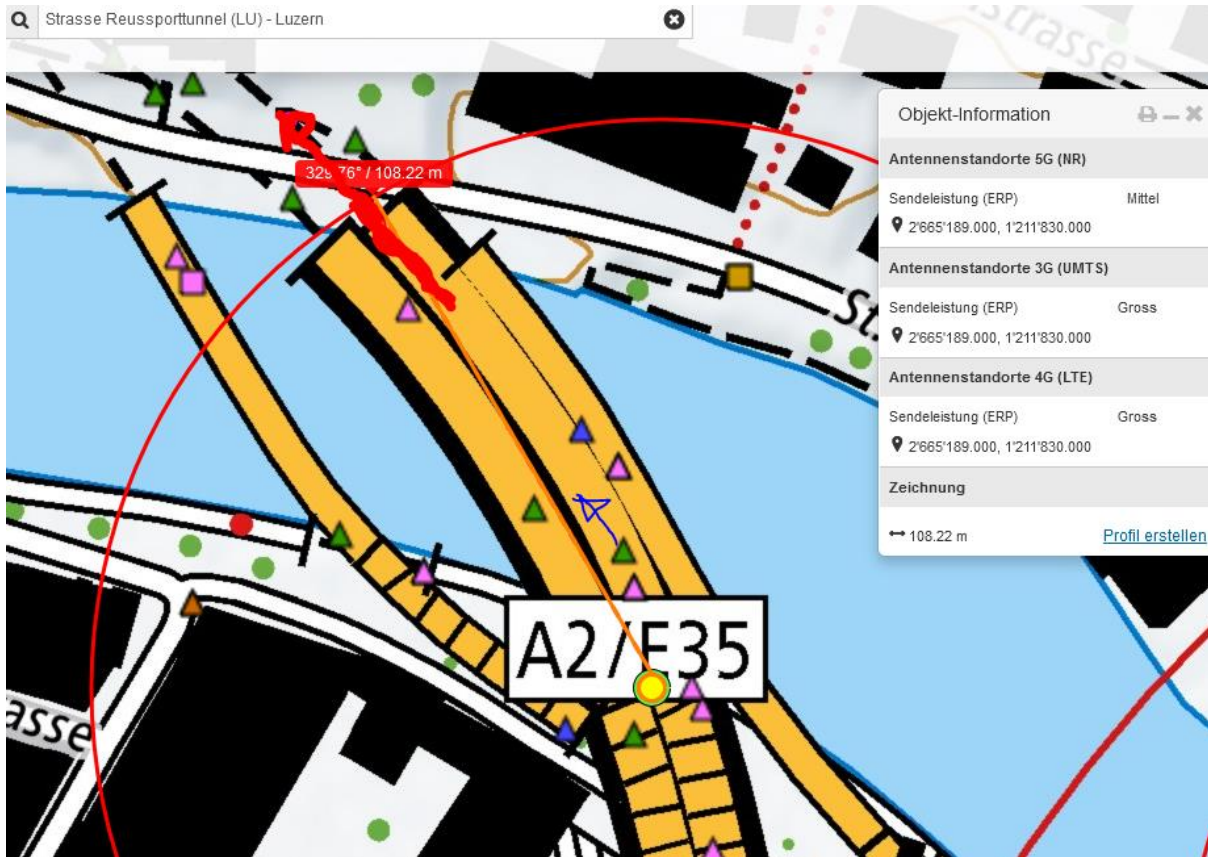 Strasse Reussporttunnel (LU) - Luzern
strasse
Objekt-Information
329.76° / 108.22 m
Antennenstandorte 5G (NR)
Sendeleistung (ERP) Mittel
2'665'189.000, 1'211'830.000
Antennenstandorte 3G (UMTS)
Sendeleistung (ERP) Gross
2'665'189.000, 1'211'830.000
Antennenstandorte 4G (LTE)
Sendeleistung (ERP) Gross
2'665'189.000, 1'211'830.000
Zeichnung
108.22 m Profil erstellen
St.
A2/E35
asse